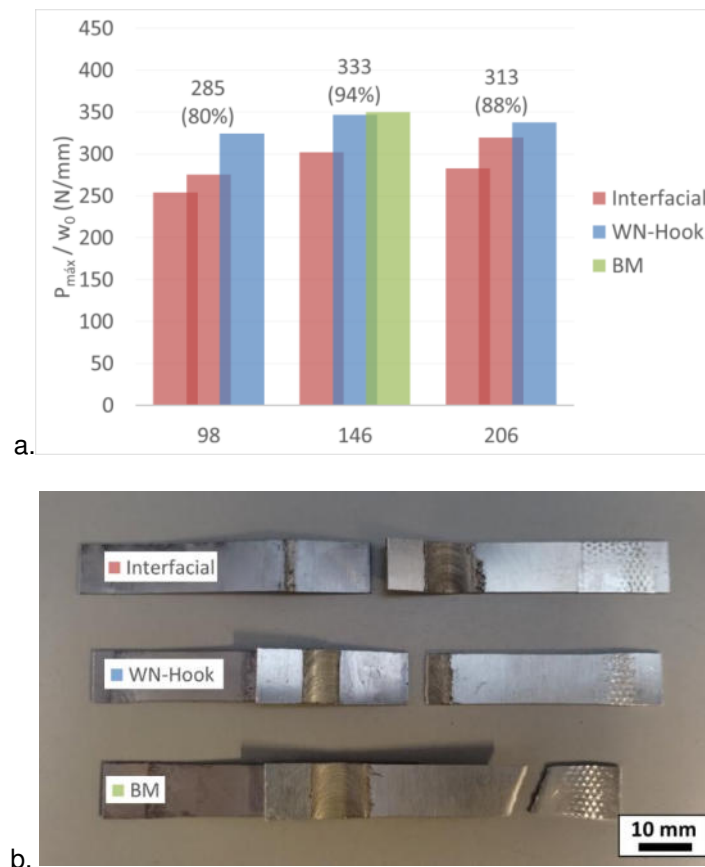 450
400
350
300
250
200
150
100
50
0
P_máx / w_0 (N/mm)
285
(80%)
333
(94%)
313
(88%)
98
146
206
Interfacial
WN-Hook
BM
a.
Interfacial
WN-Hook
BM
10 mm
b.